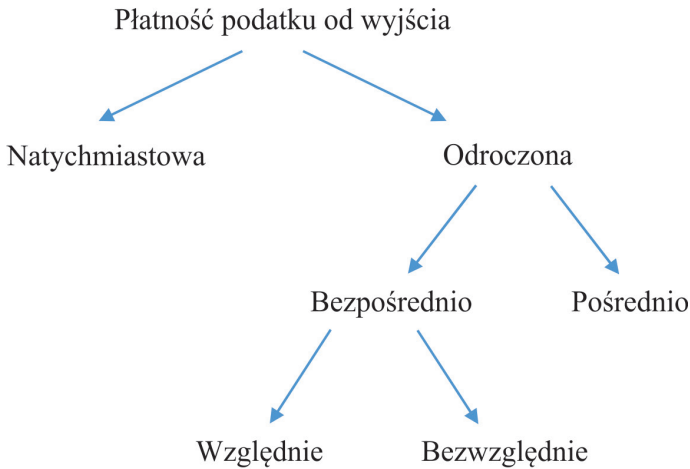 Płatność podatku od wyjścia
Natychmiastowa
Odroczona
Bezpośrednio
Pośrednio
Względnie
Bezwzględnie